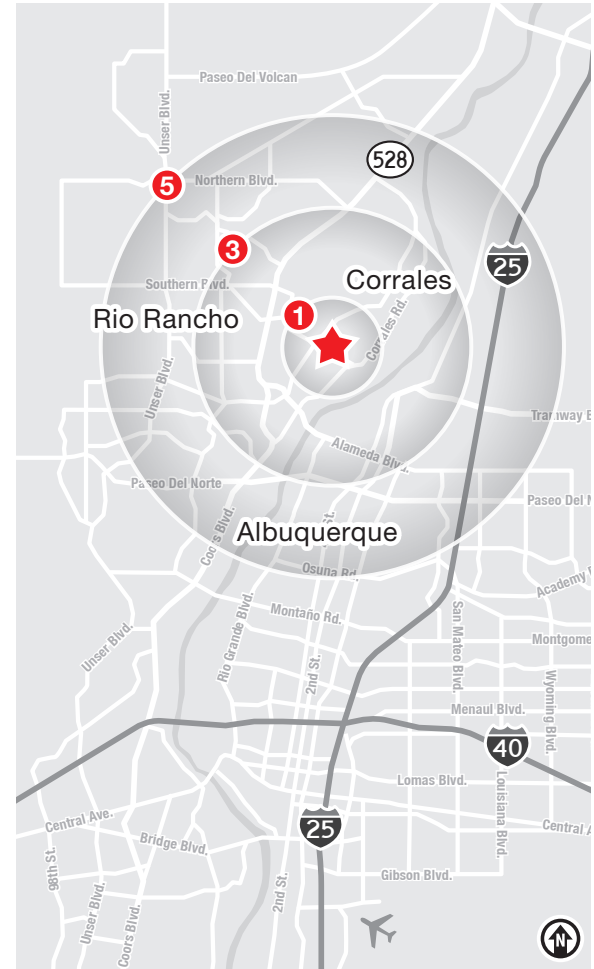 Paseo Del Volcan
Unser Blvd.
528
5
Northern Blvd.
3
25
Southern Blvd.
Corrales
1
Rio Rancho
Corrales Rd.
Unser Blvd.
Tramway B
Alameda Blvd.
Paseo Del Norte
Paseo Del N
Coors Blvd.
St.
Albuquerque
Osuna Rd.
Academy
Montaño Rd.
Rio Grande Blvd.
San Mateo Blvd.
Unser Blvd.
Montgome
2nd St.
Wyoming Blvd.
Menaul Blvd.
40
Lomas Blvd.
Louisiana Blvd.
Central Ave.
25
Central A
Bridge Blvd.
98th St.
Gibson Blvd.
2nd St.
Unser Blvd.
Coors Blvd.
N